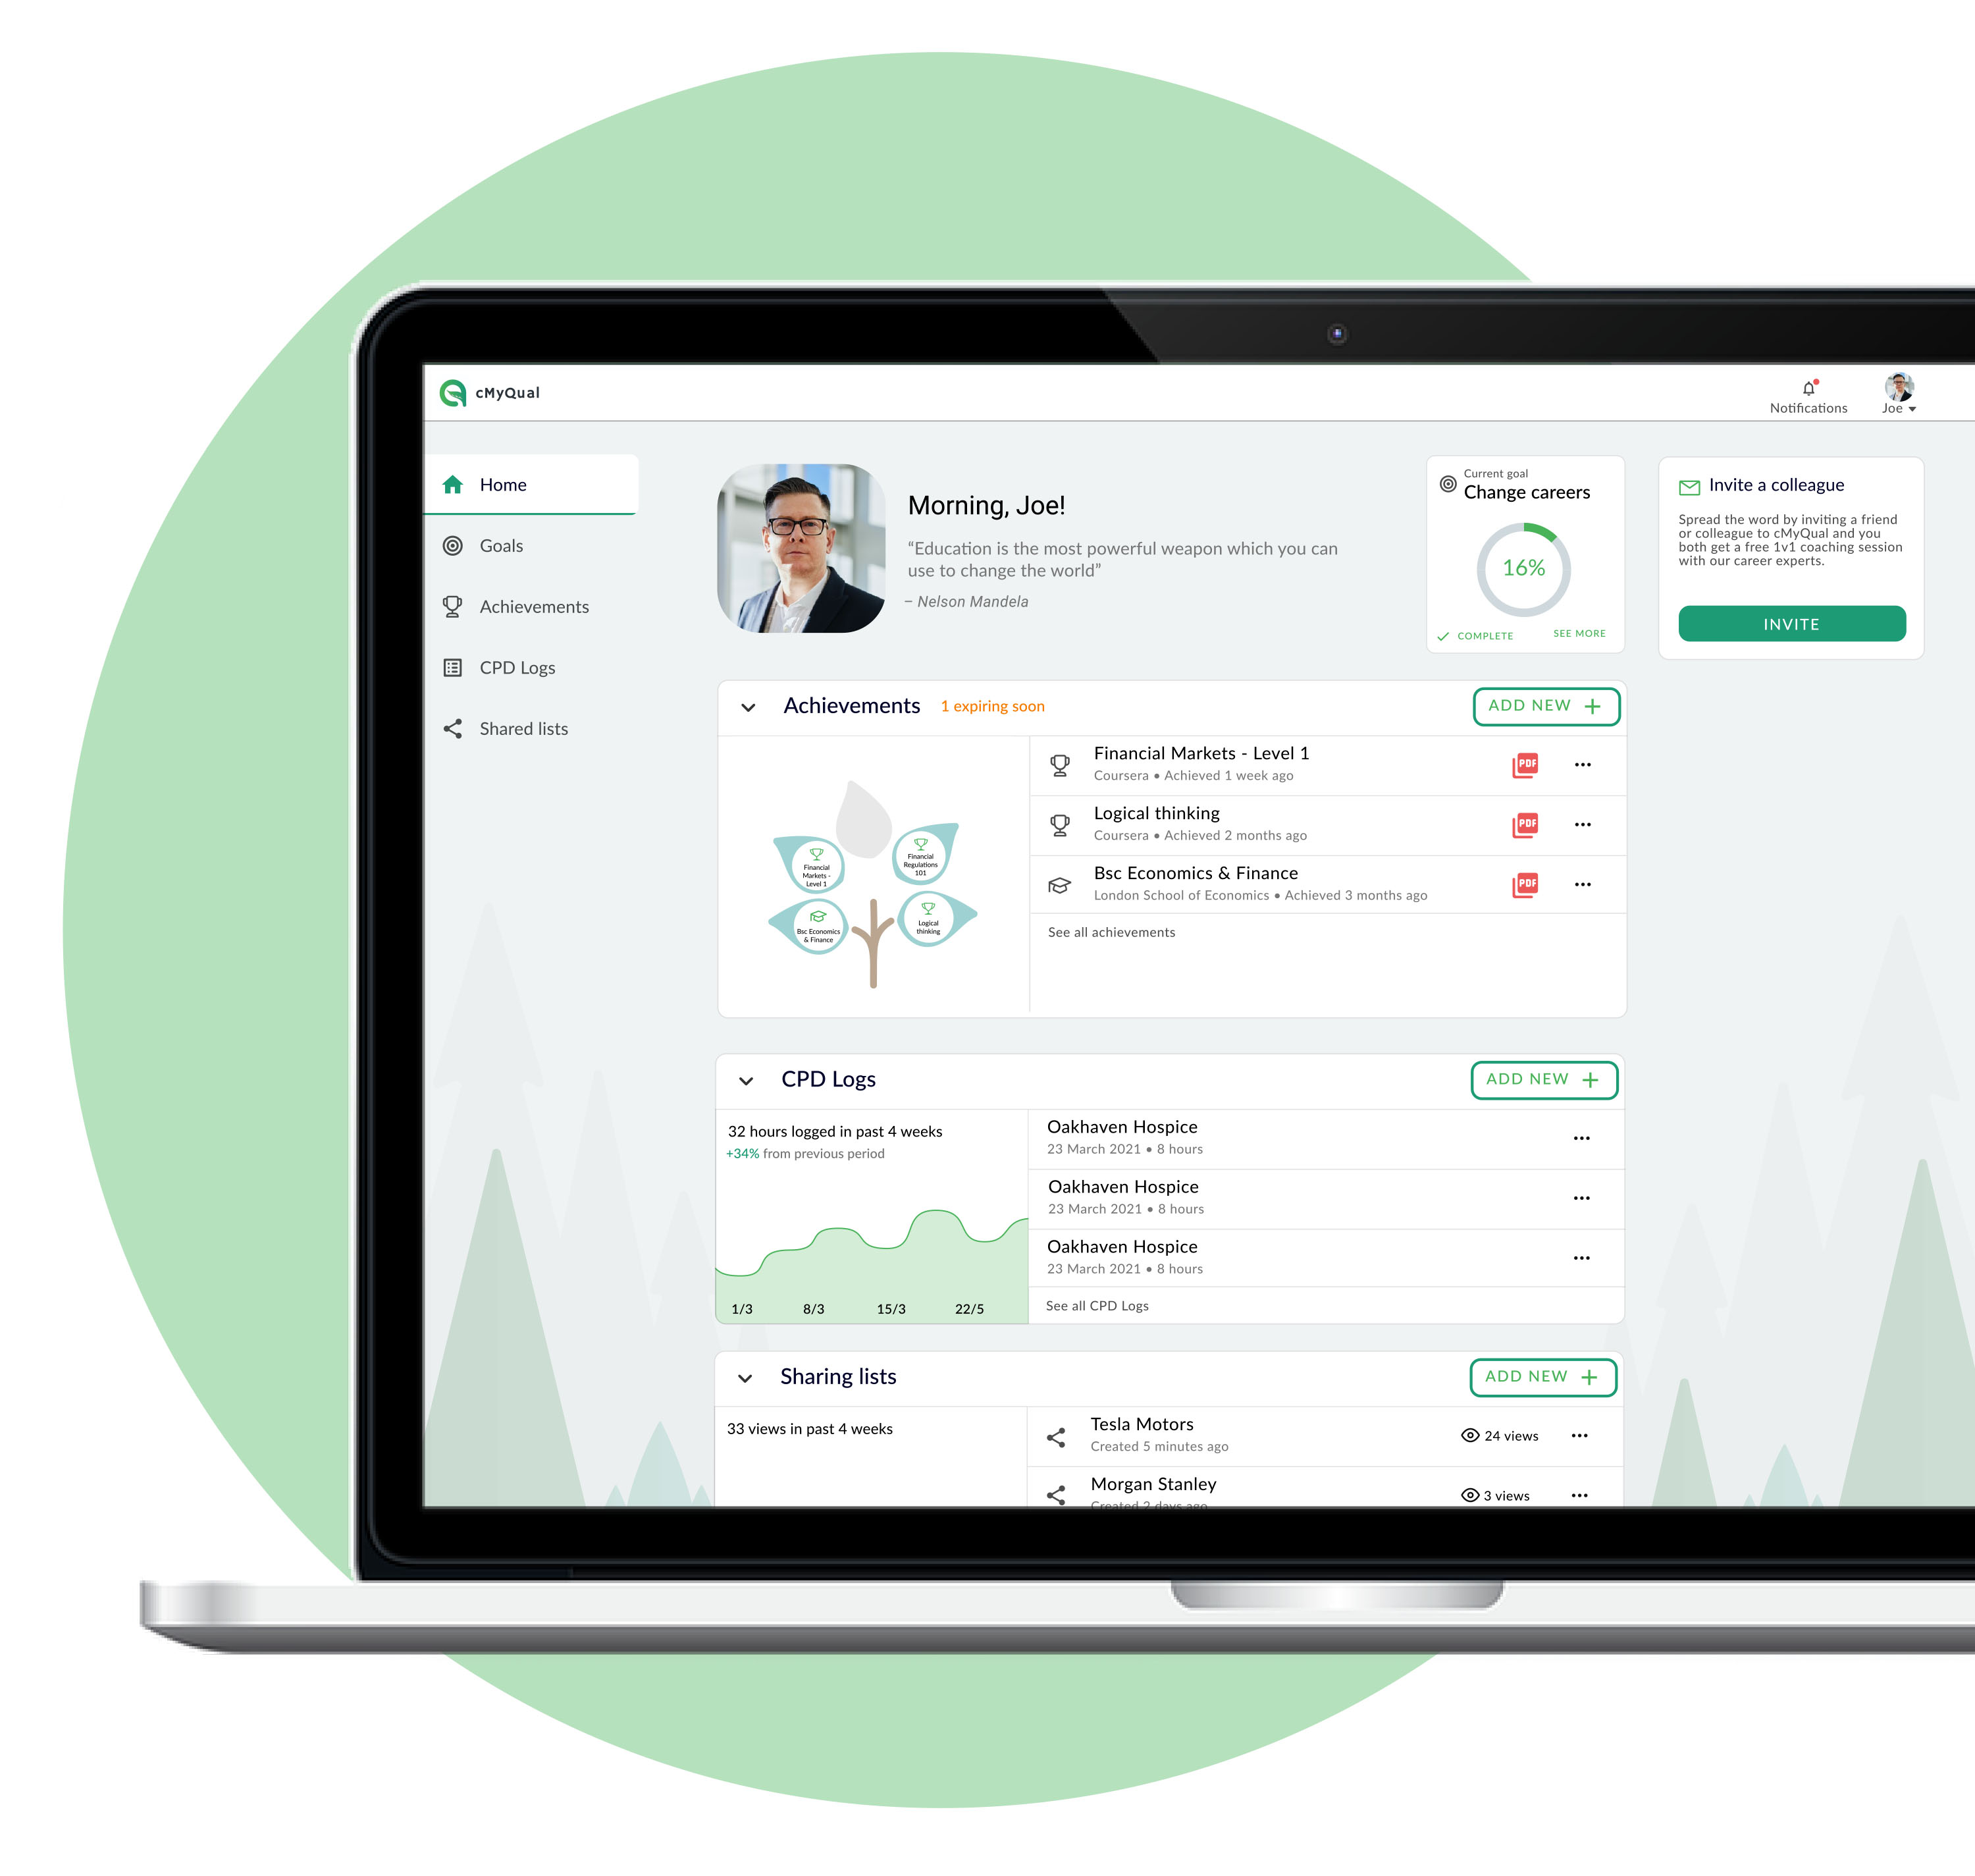 cMyQual
Notifications
Joe
Home
Goals
Achievements
CPD Logs
Shared lists
Morning, Joe!
“Education is the most powerful weapon which you can
use to change the world”
– Nelson Mandela
Current goal
Change careers
16%
COMPLETE
SEE MORE
Invite a colleague
Spread the word by inviting a friend
or colleague to cMyQual and you
both get a free 1v1 coaching session
with our career experts.
INVITE
Achievements
1 expiring soon
ADD NEW +
Financial
Markets -
Level 1
Financial
Regulations
101
Bsc Economics
& Finance
Logical
thinking
Financial Markets - Level 1
Coursera • Achieved 1 week ago
PDF
Logical thinking
Coursera • Achieved 2 months ago
PDF
Bsc Economics & Finance
London School of Economics • Achieved 3 months ago
PDF
See all achievements
CPD Logs
ADD NEW +
32 hours logged in past 4 weeks
+34% from previous period
1/3
8/3
15/3
22/5
Oakhaven Hospice
23 March 2021 • 8 hours
Oakhaven Hospice
23 March 2021 • 8 hours
Oakhaven Hospice
23 March 2021 • 8 hours
See all CPD Logs
Sharing lists
ADD NEW +
33 views in past 4 weeks
Tesla Motors
Created 5 minutes ago
24 views
Morgan Stanley
Created 2 days ago
3 views